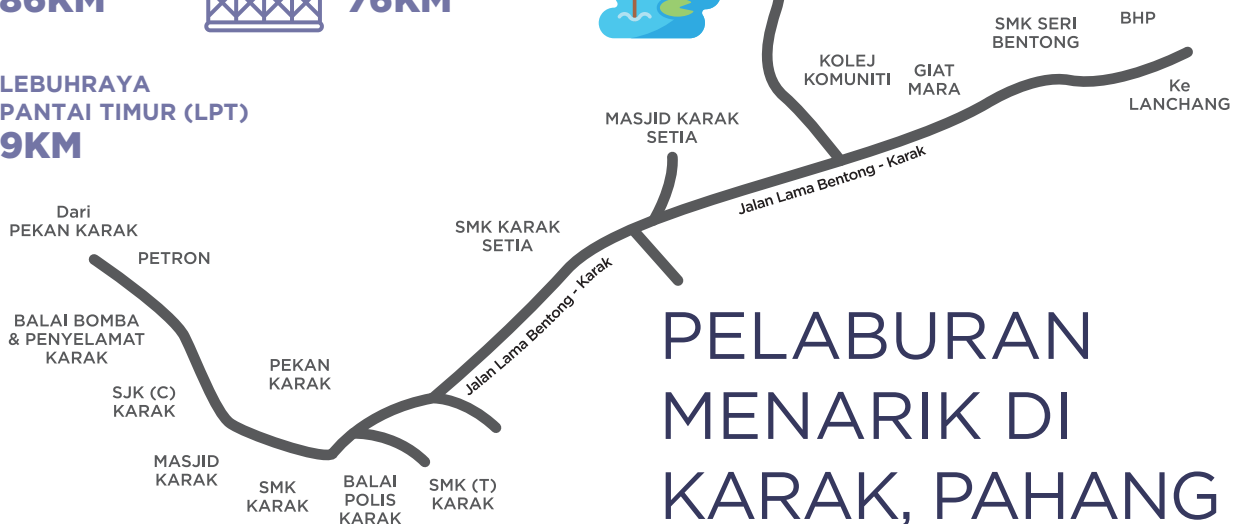 86KM
76KM
LEBUHRAYA
PANTAI TIMUR (LPT)
9KM
SMK SERI
BENTONG
BHP
KOLEJ
KOMUNITI
GIAT
MARA
Ke
LANCHANG
MASJID KARAK
SETIA
Jalan Lama Bentong - Karak
Dari
PEKAN KARAK
PETRON
SMK KARAK
SETIA
Jalan Lama Bentong - Karak
BALAI BOMBA
& PENYELAMAT
KARAK
PEKAN
KARAK
SJK (C)
KARAK
MASJID
KARAK
SMK
KARAK
BALAI
POLIS
KARAK
SMK (T)
KARAK
PELABURAN
MENARIK DI
KARAK, PAHANG